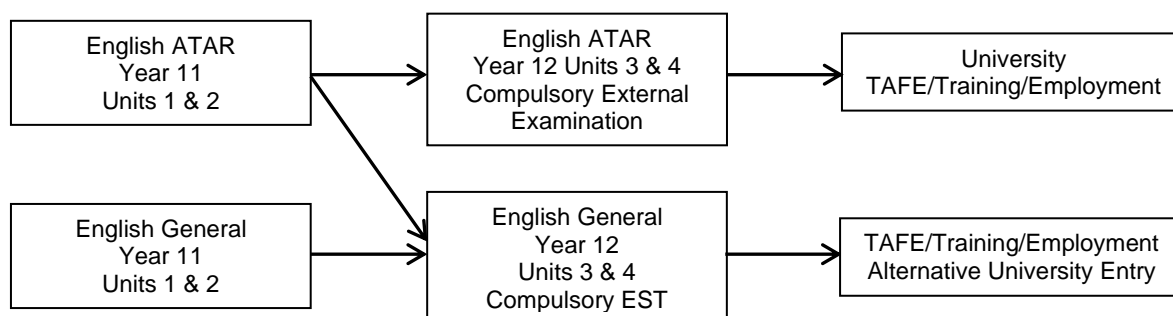 English ATAR
Year 11
Units 1 & 2
English ATAR
Year 12 Units 3 & 4
Compulsory External
Examination
University
TAFE/Training/Employment
English General
Year 11
Units 1 & 2
English General
Year 12
Units 3 & 4
Compulsory EST
TAFE/Training/Employment
Alternative University Entry